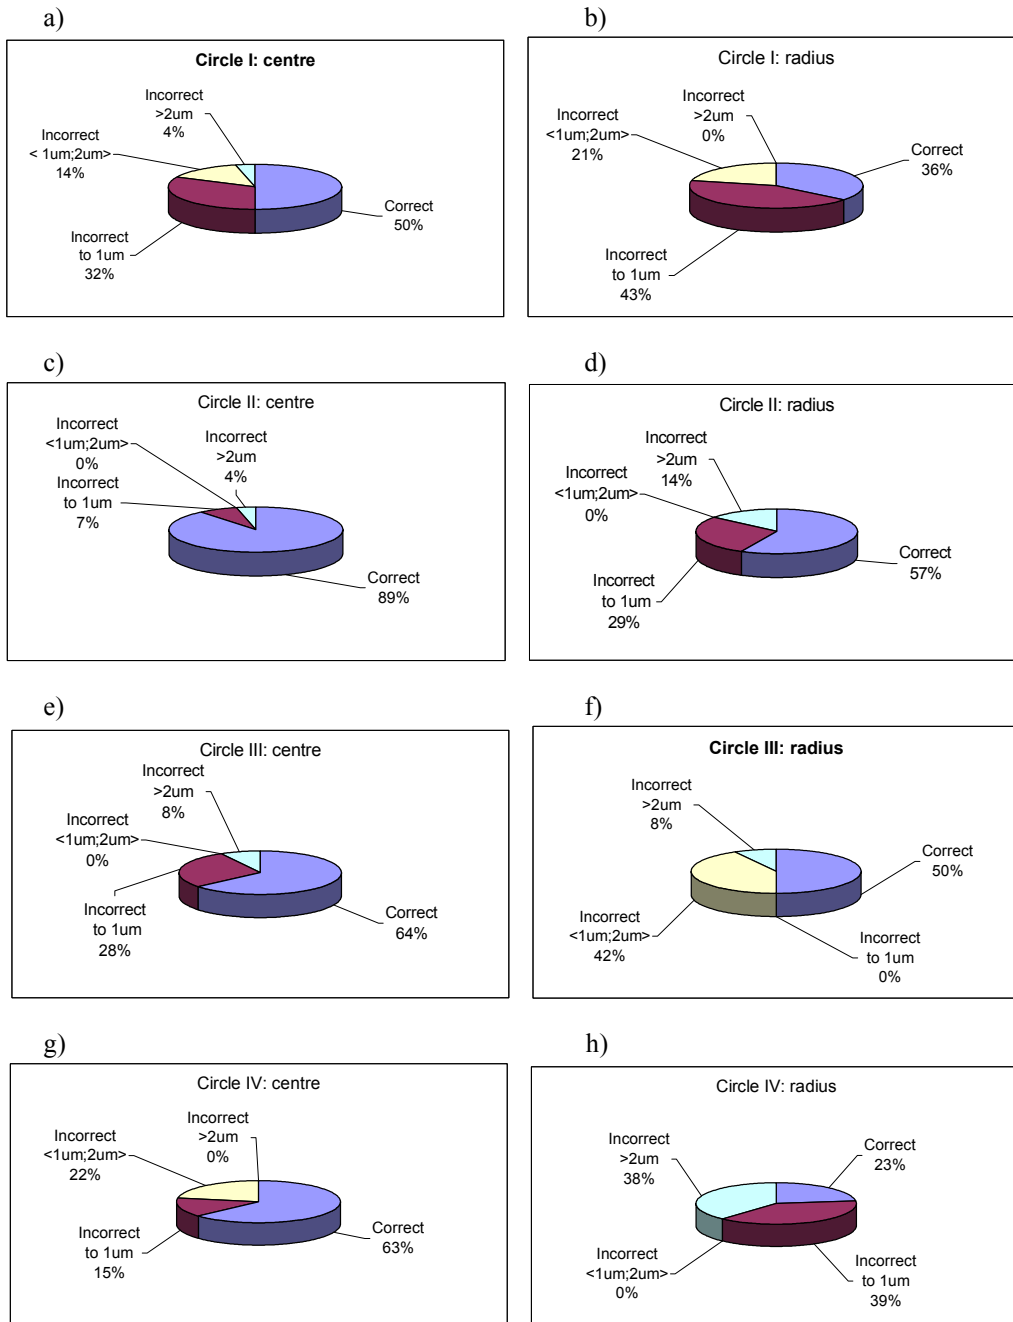 a)
Circle I: centre
Incorrect
>2um
4%
Incorrect
< 1um;2um>
14%
Correct
50%
Incorrect
to 1um
32%
b)
Circle I: radius
Incorrect
>2um
0%
Incorrect
<1um;2um>
21%
Correct
36%
Incorrect
to 1um
43%
c)
Circle II: centre
Incorrect
<1um;2um>
0%
Incorrect
>2um
4%
Incorrect
to 1um
7%
Correct
89%
d)
Circle II: radius
Incorrect
>2um
14%
Incorrect
<1um;2um>
0%
Correct
57%
Incorrect
to 1um
29%
e)
Circle III: centre
Incorrect
>2um
8%
Incorrect
<1um;2um>
0%
Incorrect
to 1um
28%
Correct
64%
f)
Circle III: radius
Incorrect
>2um
8%
Correct
50%
Incorrect
<1um;2um>
42%
Incorrect
to 1um
0%
g)
Circle IV: centre
Incorrect
>2um
0%
Incorrect
<1um;2um>
22%
Incorrect
to 1um
15%
Correct
63%
h)
Circle IV: radius
Incorrect
>2um
38%
Correct
23%
Incorrect
<1um;2um>
0%
Incorrect
to 1um
39%